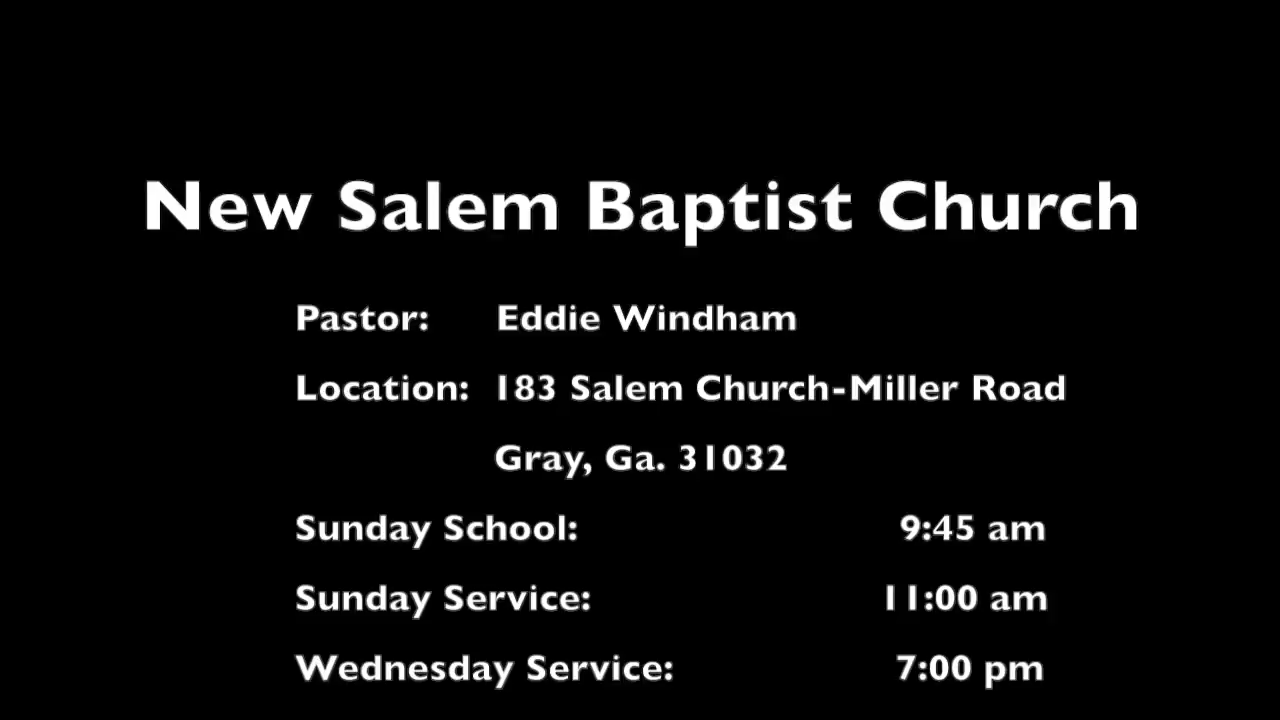 New Salem Baptist Church
Pastor: Eddie Windham
Location: 183 Salem Church-Miller Road
Gray, Ga. 31032
Sunday School: 9:45 am
Sunday Service: 11:00 am
Wednesday Service: 7:00 pm